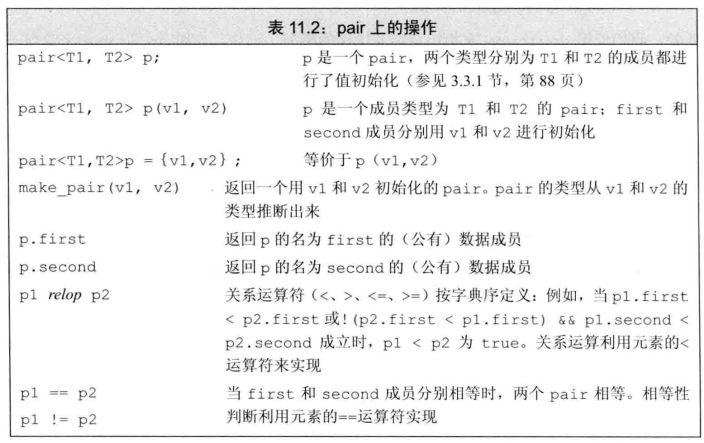 表 11.2：pair 上的操作
pair<T1, T2> p; p 是一个 pair，两个类型分别为 T1 和 T2 的成员都进
行了值初始化（参见 3.3.1 节，第 88 页）
pair<T1, T2> p(v1, v2) p 是一个成员类型为 T1 和 T2 的 pair；first 和
second 成员分别用 v1 和 v2 进行初始化
pair<T1,T2>p = {v1,v2} ; 等价于 p (v1,v2)
make_pair(v1, v2) 返回一个用 v1 和 v2 初始化的 pair。pair 的类型从 v1 和 v2 的
类型推断出来
p.first 返回 p 的名为 first 的（公有）数据成员
p.second 返回 p 的名为 second 的（公有）数据成员
p1 relop p2 关系运算符（<、>、<=、>=）按字典序定义：例如，当 p1.first
< p2.first 或!(p2.first < p1.first) && p1.second <
p2.second 成立时，p1 < p2 为 true。关系运算利用元素的<
运算符来实现
p1 == p2 当 first 和 second 成员分别相等时，两个 pair 相等。相等性
p1 != p2 判断利用元素的==运算符实现